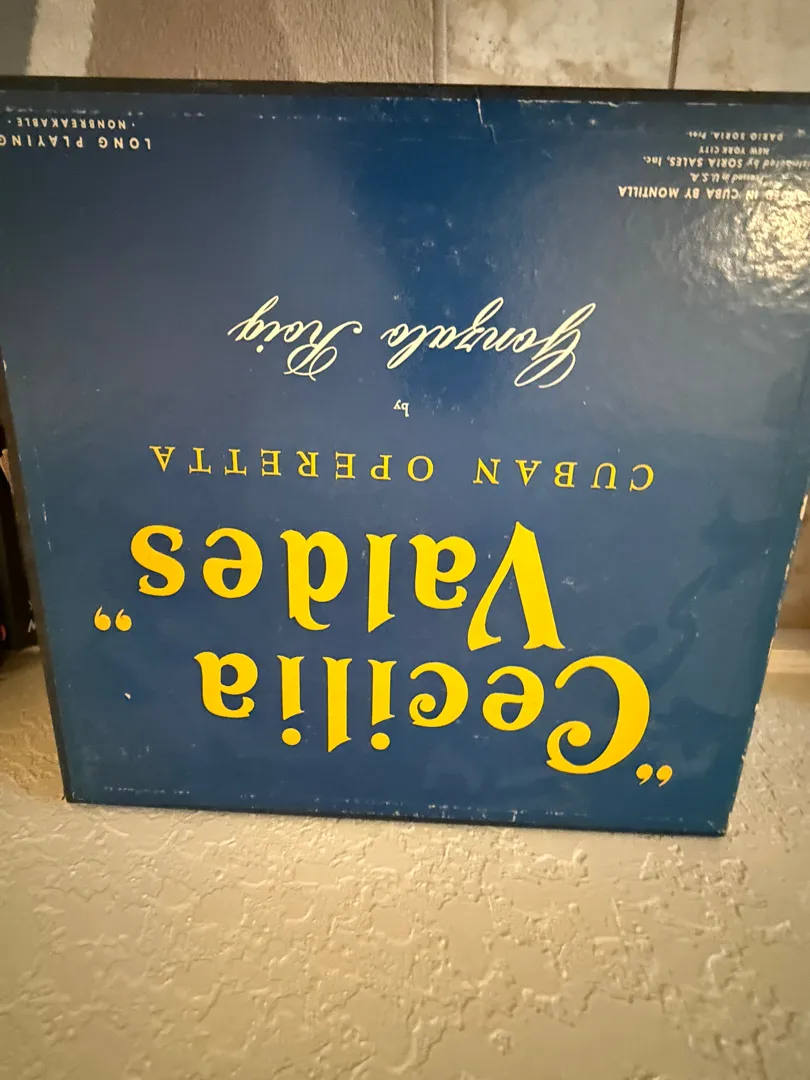 “Cecilia
Valdes”
CUBAN OPERETTA
by
Gonzalo Roig
IN CUBA BY MONTILLA
in U.S.A.
by SORIA SALES, Inc.
NEW YORK CITY
DARIO SORIA, Pres.
LONG PLAYING
· NONBREAKABLE ·